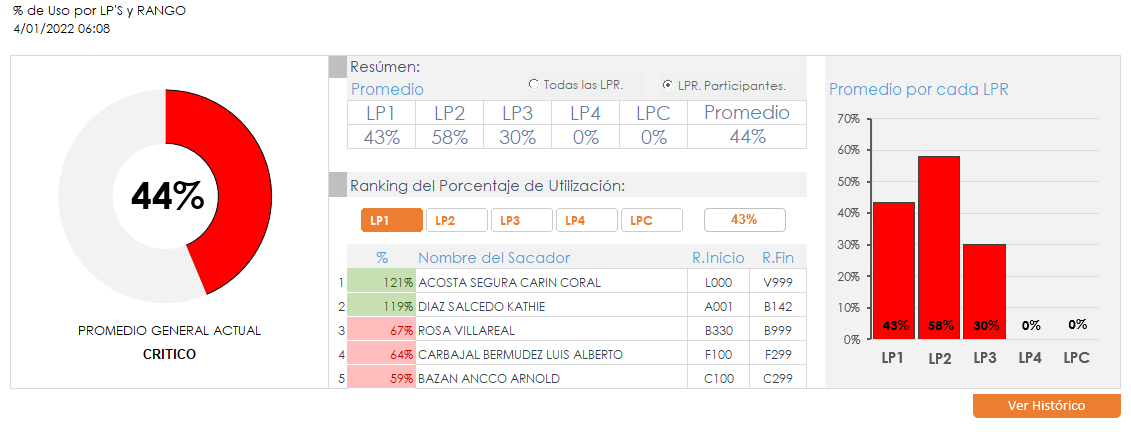 % de Uso por LP'S y RANGO
4/01/2022 06:08
44%
PROMEDIO GENERAL ACTUAL
CRITICO
Resúmen:
Promedio
Todas las LPR.
LPR. Participantes.
LP1 LP2 LP3 LP4 LPC Promedio
43% 58% 30% 0% 0% 44%
Ranking del Porcentaje de Utilización:
LP1 LP2 LP3 LP4 LPC 43%
% Nombre del Sacador R.Inicio R.Fin
1 121% ACOSTA SEGURA CARIN CORAL L000 V999
2 119% DIAZ SALCEDO KATHIE A001 B142
3 67% ROSA VILLAREAL B330 B999
4 64% CARBAJAL BERMUDEZ LUIS ALBERTO F100 F299
5 59% BAZAN ANCCO ARNOLD C100 C299
Promedio por cada LPR
70%
60%
50%
40%
30%
20%
10%
0%
43% 58% 30% 0% 0%
LP1 LP2 LP3 LP4 LPC
Ver Histórico